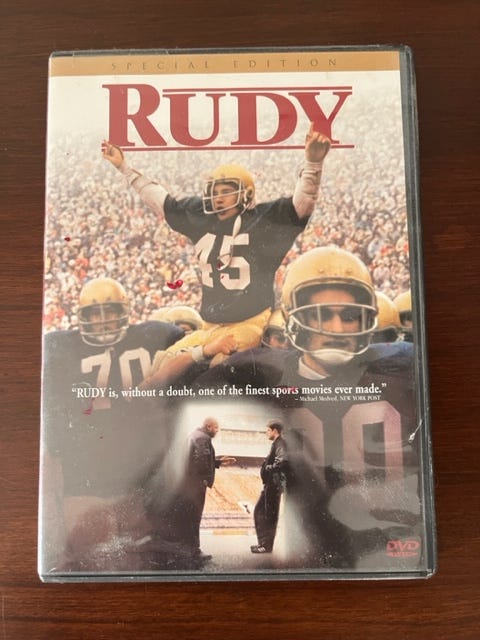 SPECIAL EDITION
RUDY
45
70
99
"RUDY is, without a doubt, one of the finest sports movies ever made."
– Michael Medved, NEW YORK POST
DVD